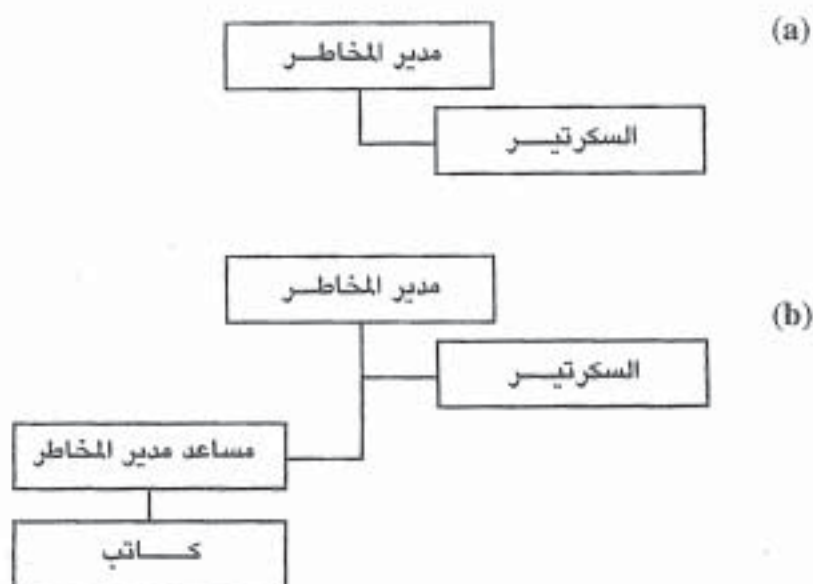 (a)
مدير المخاطر
السكرتير
مدير المخاطر
(b)
السكرتير
مساعد مدير المخاطر
كاتب